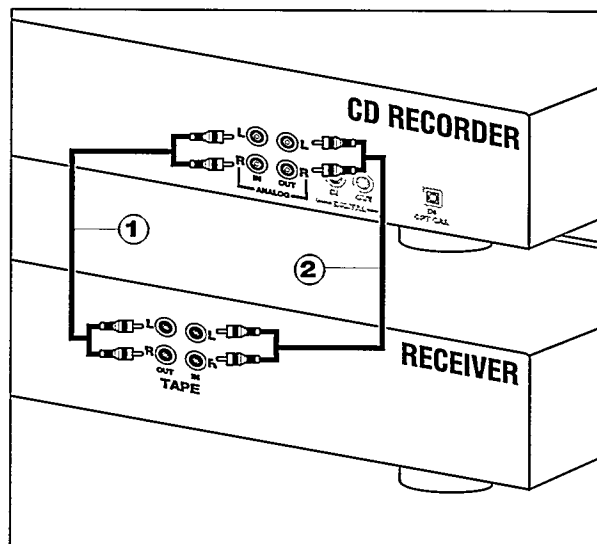 CD RECORDER
L L
R R
IN OUT
ANALOG
IN OUT
DIGITAL
IN
OPTICAL
1
2
RECEIVER
L L
R R
OUT IN
TAPE